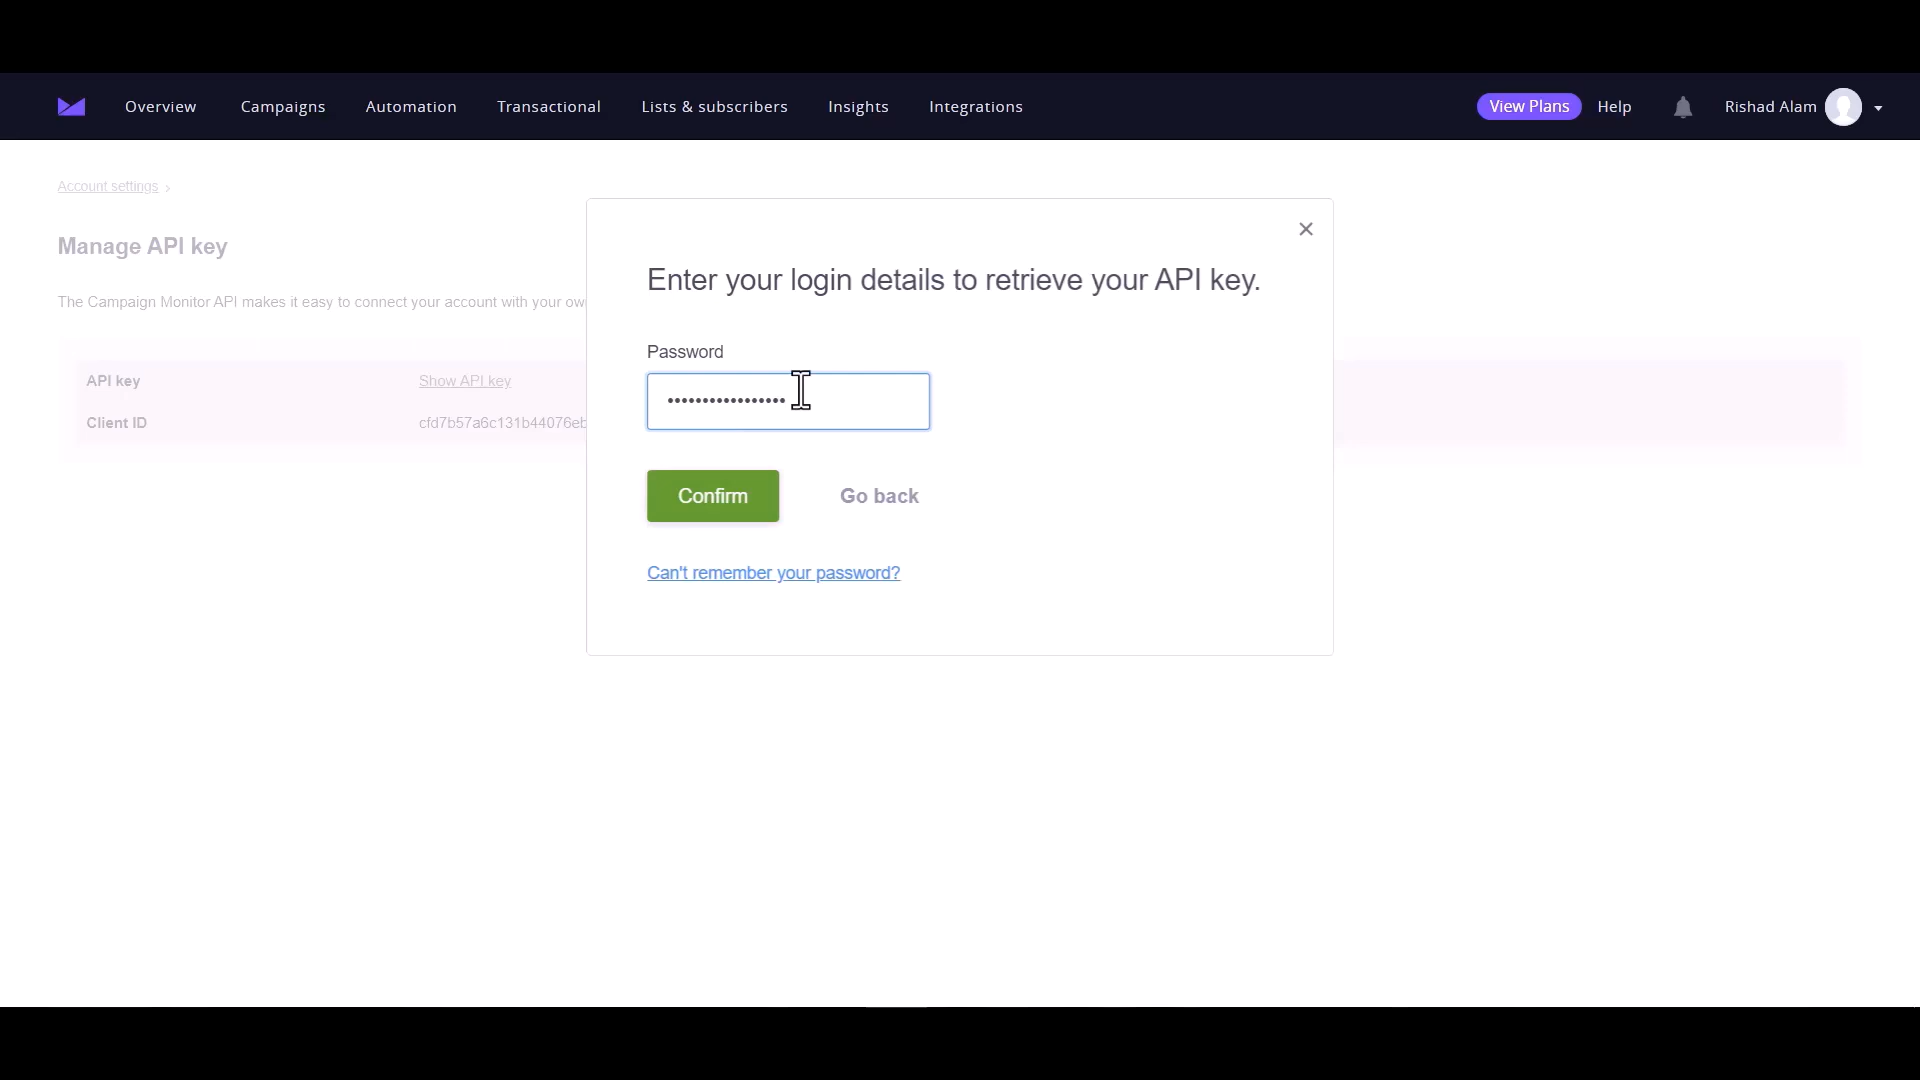 Overview Campaigns Automation Transactional Lists & subscribers Insights Integrations View Plans Help Rishad Alam
Account settings ›
Manage API key
The Campaign Monitor API makes it easy to connect your account with your ow
API key Show API key
Client ID cfd7b57a6c131b44076eb
×
Enter your login details to retrieve your API key.
Password
•••••••••••••••••
Confirm Go back
Can't remember your password?